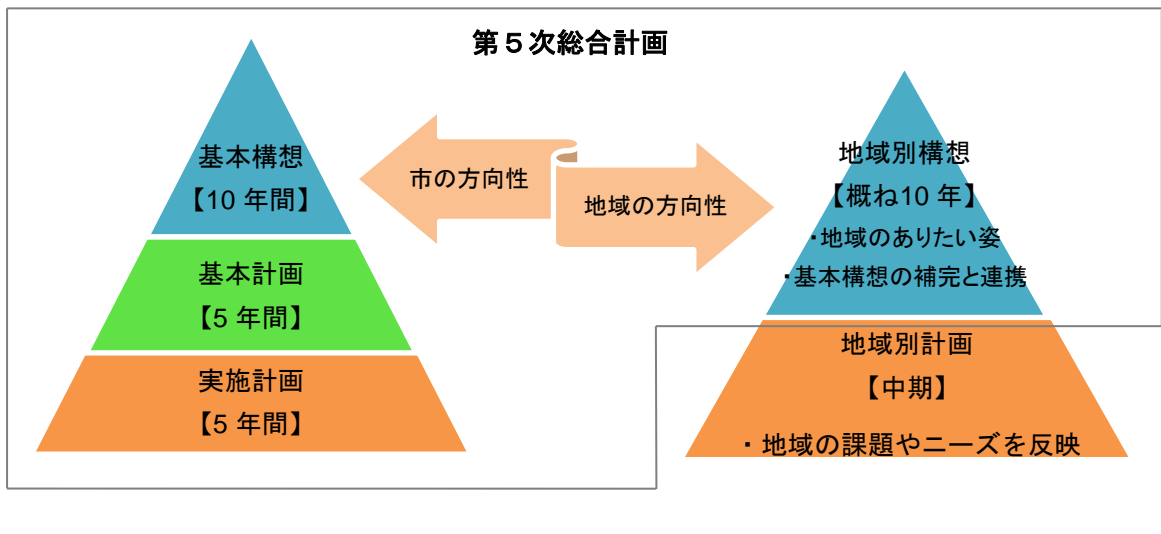 第５次総合計画
基本構想
【10 年間】
基本計画
【5 年間】
実施計画
【5 年間】
市の方向性
地域の方向性
地域別構想
【概ね10 年】
・地域のありたい姿
・基本構想の補完と連携
地域別計画
【中期】
・地域の課題やニーズを反映